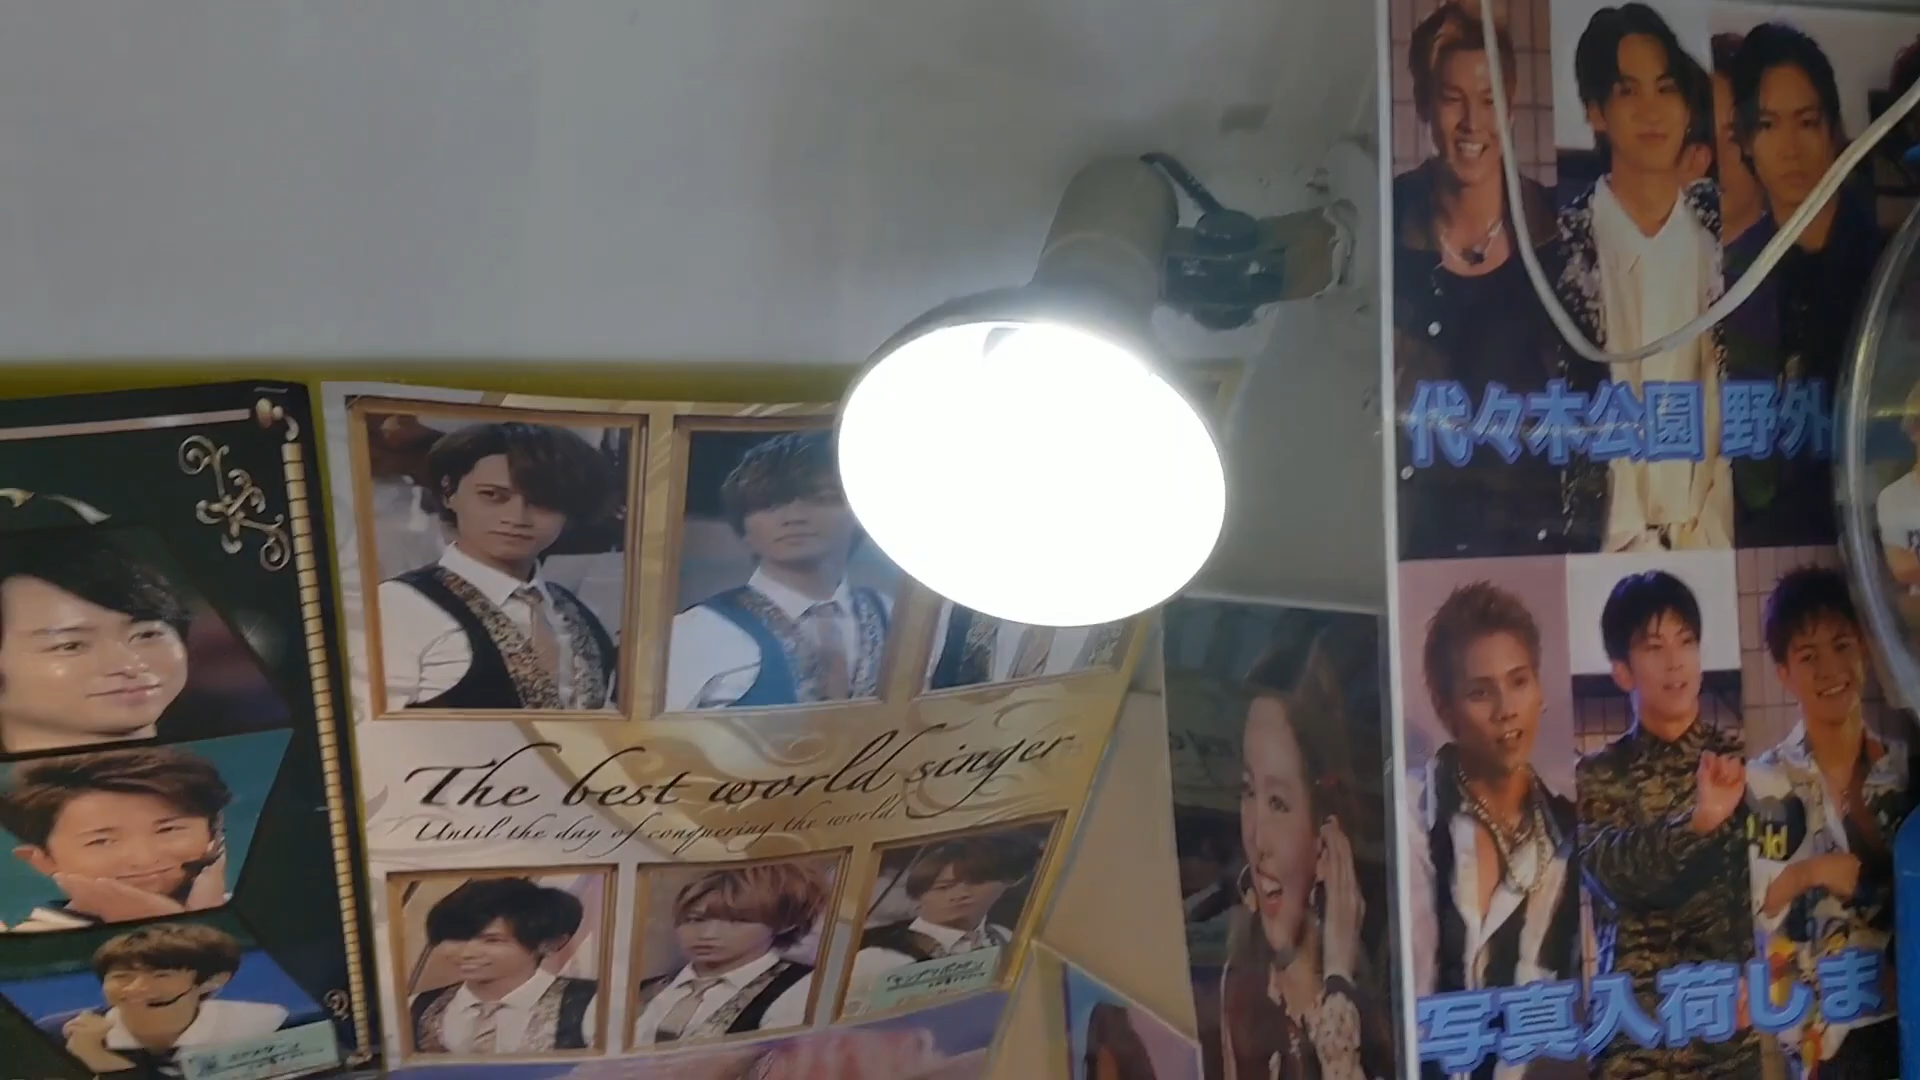 The best world singer
Until the day of conquering the world
代々木公園 野外
写真入荷しま